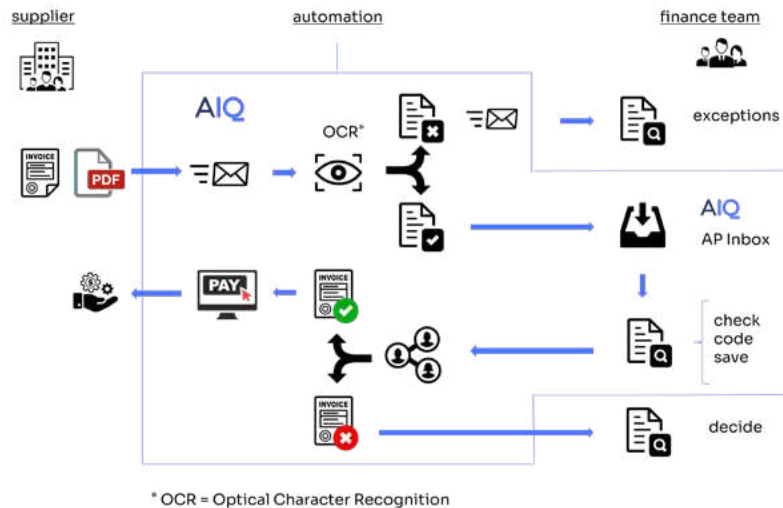 supplier
automation
finance team
AIQ
OCR*
exceptions
INVOICE
PDF
AIQ
AP Inbox
PAY
INVOICE
check
code
save
INVOICE
decide
* OCR = Optical Character Recognition